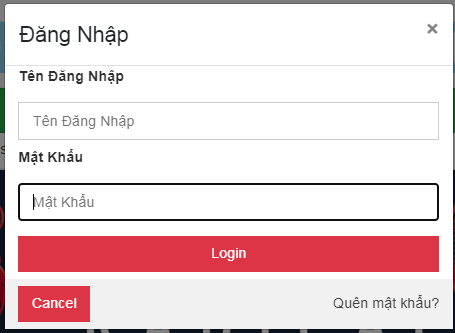 Đăng Nhập
×
Tên Đăng Nhập
Tên Đăng Nhập
Mật Khẩu
Mật Khẩu
Login
Cancel
Quên mật khẩu?